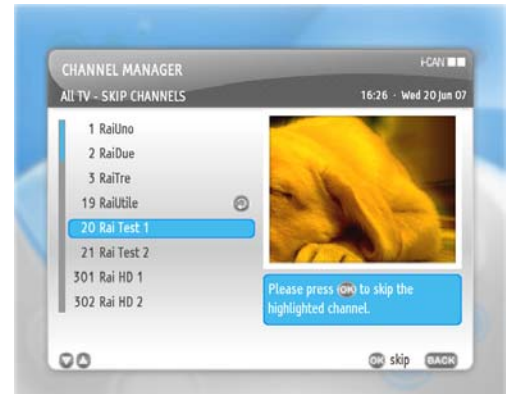 CHANNEL MANAGER
i-CAN
All TV - SKIP CHANNELS
16:26 - Wed 20 Jun 07
1 RaiUno
2 RaiDue
3 RaiTre
19 RaiUtile
20 Rai Test 1
21 Rai Test 2
301 Rai HD 1
302 Rai HD 2
Please press OK to skip the
highlighted channel.
OK skip BACK